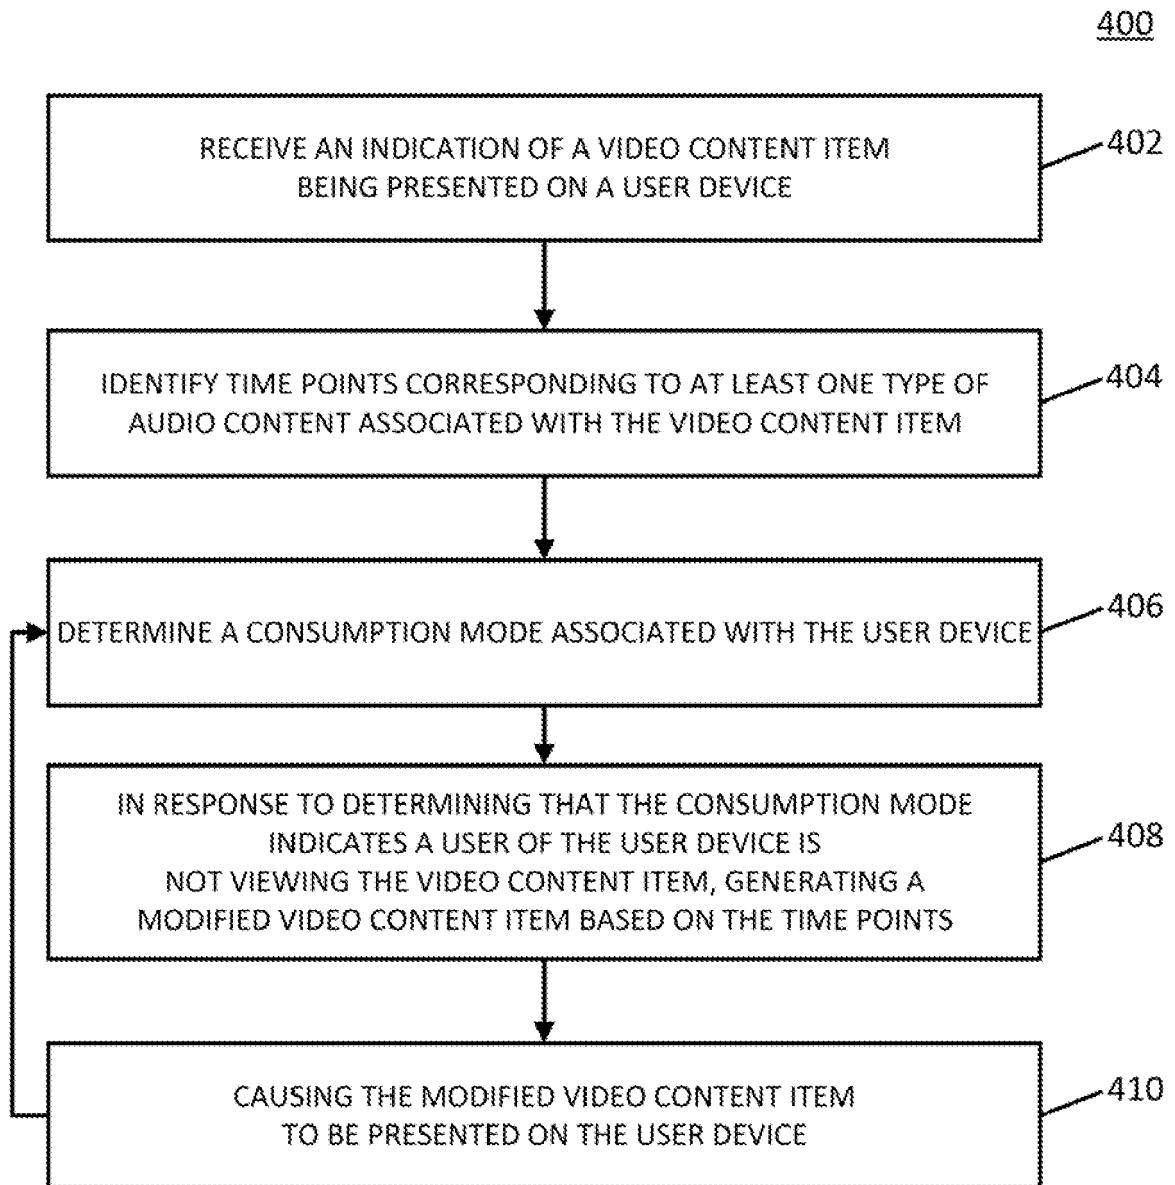 400
RECEIVE AN INDICATION OF A VIDEO CONTENT ITEM
BEING PRESENTED ON A USER DEVICE
402
IDENTIFY TIME POINTS CORRESPONDING TO AT LEAST ONE TYPE OF
AUDIO CONTENT ASSOCIATED WITH THE VIDEO CONTENT ITEM
404
DETERMINE A CONSUMPTION MODE ASSOCIATED WITH THE USER DEVICE
406
IN RESPONSE TO DETERMINING THAT THE CONSUMPTION MODE
INDICATES A USER OF THE USER DEVICE IS
NOT VIEWING THE VIDEO CONTENT ITEM, GENERATING A
MODIFIED VIDEO CONTENT ITEM BASED ON THE TIME POINTS
408
CAUSING THE MODIFIED VIDEO CONTENT ITEM
TO BE PRESENTED ON THE USER DEVICE
410